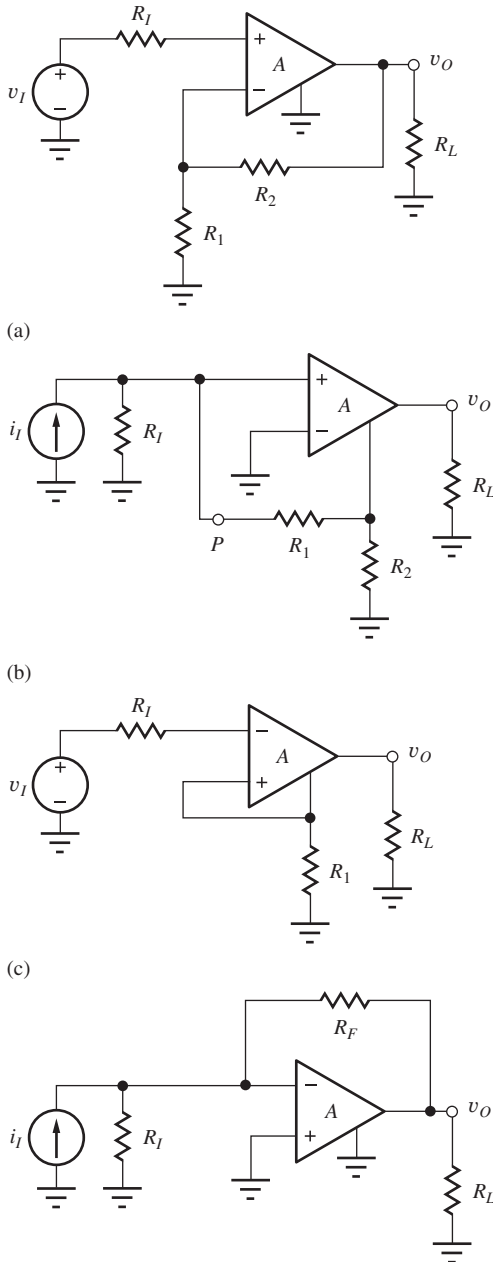 R_I
+
A
v_O
+
v_I
−
−
R_L
R_2
R_1
(a)
+
A
v_O
i_I
R_I
−
R_L
P
R_1
R_2
(b)
R_I
−
A
v_O
+
v_I
−
+
R_L
R_1
(c)
R_F
−
A
v_O
i_I
R_I
+
R_L